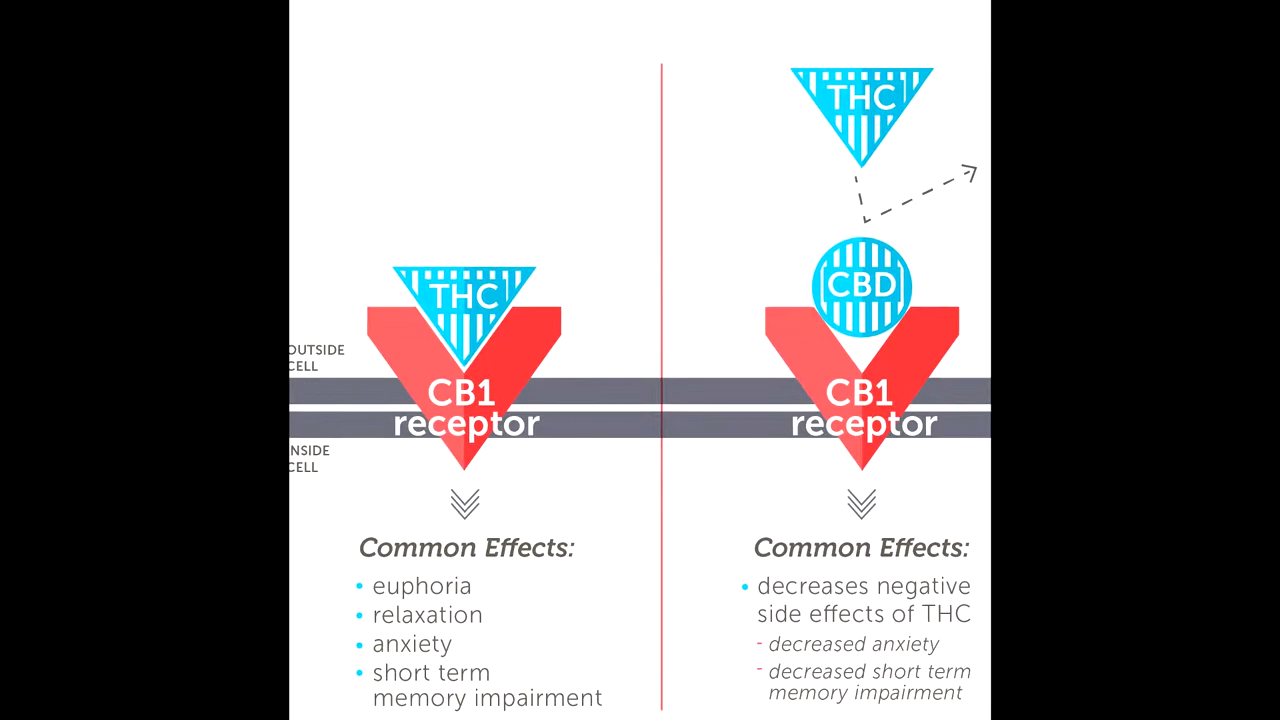 THC
THC
CBD
OUTSIDE
CELL
CB1
receptor
CB1
receptor
NSIDE
CELL
Common Effects:
• euphoria
• relaxation
• anxiety
• short term
memory impairment
Common Effects:
• decreases negative
side effects of THC
- decreased anxiety
- decreased short term
memory impairment